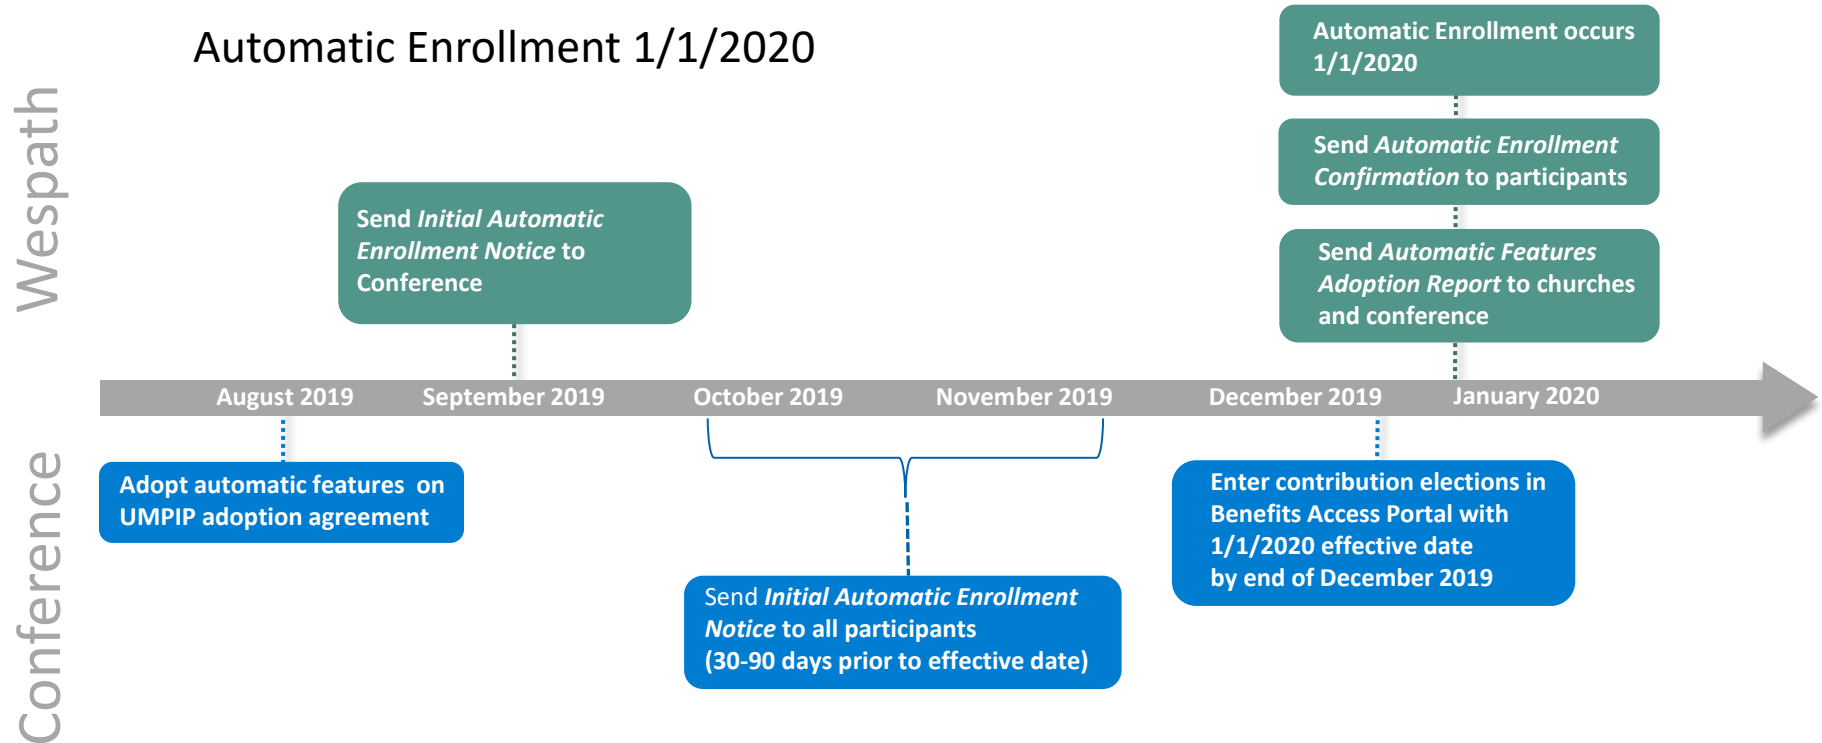 Automatic Enrollment 1/1/2020
Wespath
Send Initial Automatic
Enrollment Notice to
Conference
Automatic Enrollment occurs
1/1/2020
Send Automatic Enrollment
Confirmation to participants
Send Automatic Features
Adoption Report to churches
and conference
August 2019 September 2019 October 2019 November 2019 December 2019 January 2020
Conference
Adopt automatic features on
UMPIP adoption agreement
Send Initial Automatic Enrollment
Notice to all participants
(30-90 days prior to effective date)
Enter contribution elections in
Benefits Access Portal with
1/1/2020 effective date
by end of December 2019